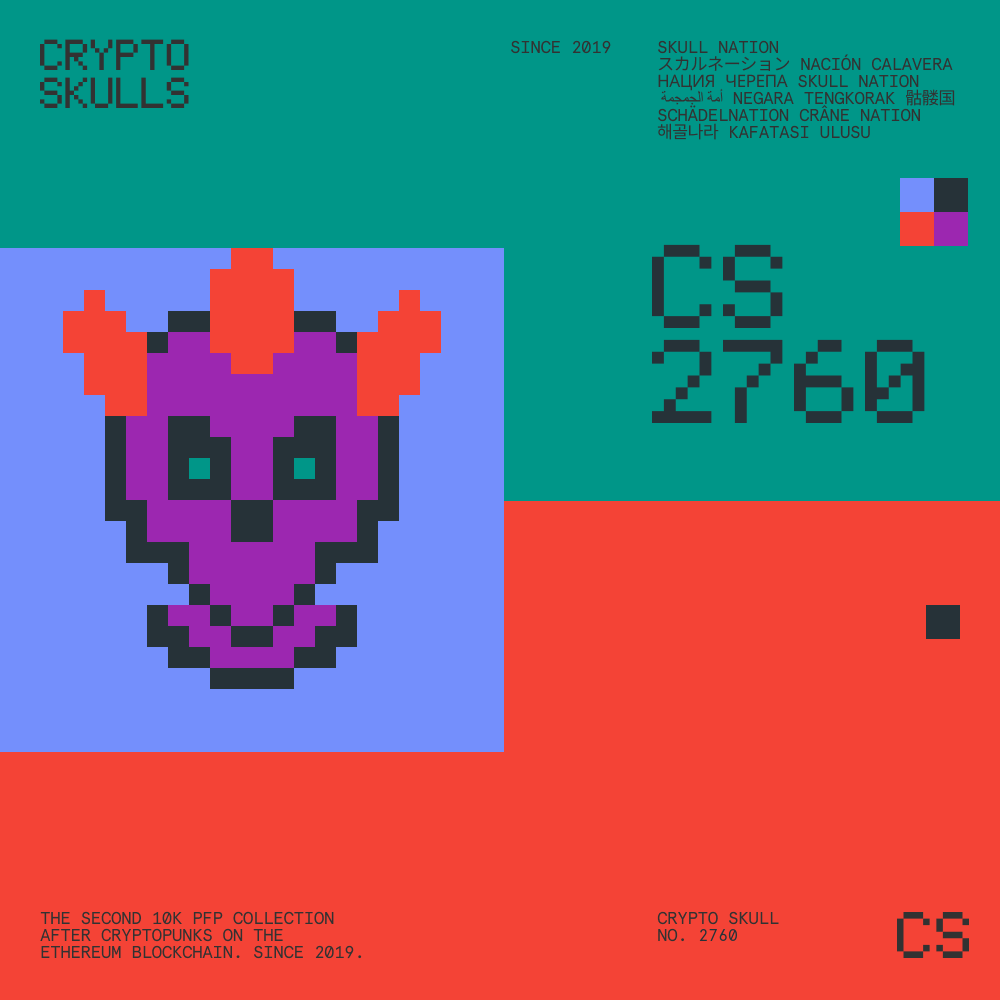 CRYPTO
SKULLS
SINCE 2019
SKULL NATION
スカルネーション NACIÓN CALAVERA
НАЦИЯ ЧЕРЕПА SKULL NATION
أمة الجمجمة NEGARA TENGKORAK 骷髅国
SCHÄDELNATION CRÂNE NATION
해골나라 KAFATASI ULUSU
CS
2760
THE SECOND 10K PFP COLLECTION
AFTER CRYPTOPUNKS ON THE
ETHEREUM BLOCKCHAIN. SINCE 2019.
CRYPTO SKULL
NO. 2760
CS